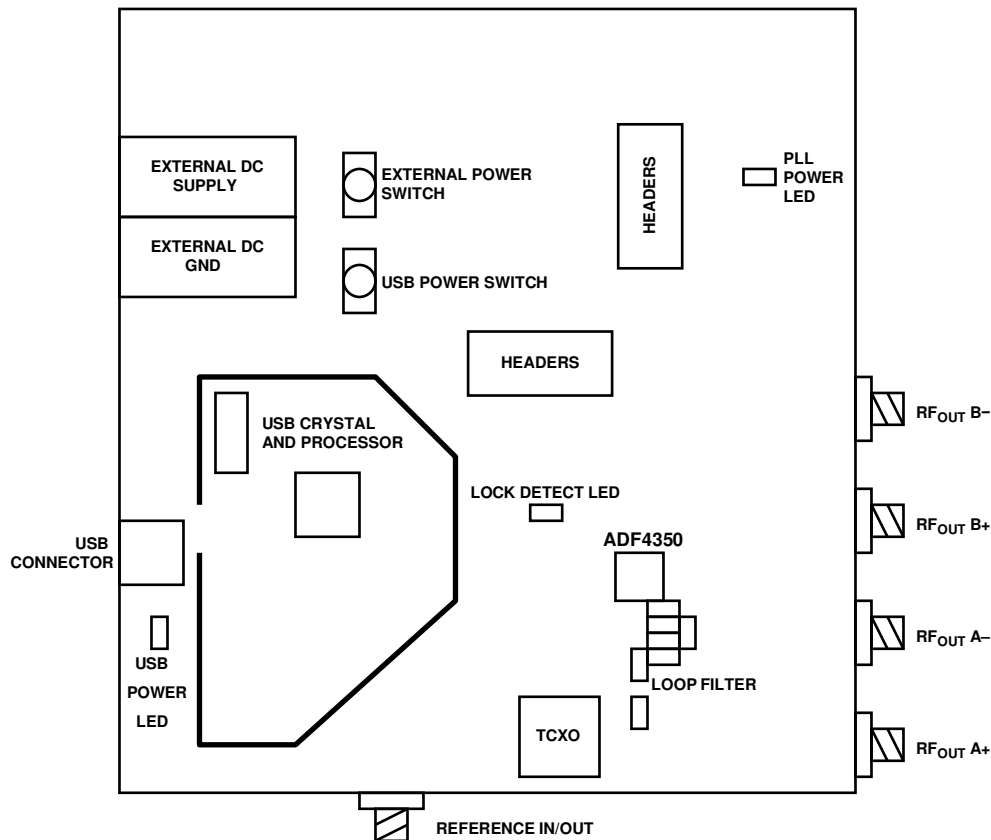 EXTERNAL DC
SUPPLY
EXTERNAL POWER
SWITCH
HEADERS
PLL
POWER
LED
EXTERNAL DC
GND
USB POWER SWITCH
HEADERS
USB CRYSTAL
AND PROCESSOR
RFOUT B–
LOCK DETECT LED
RFOUT B+
USB
CONNECTOR
ADF4350
RFOUT A–
USB
POWER
LED
LOOP FILTER
TCXO
RFOUT A+
REFERENCE IN/OUT